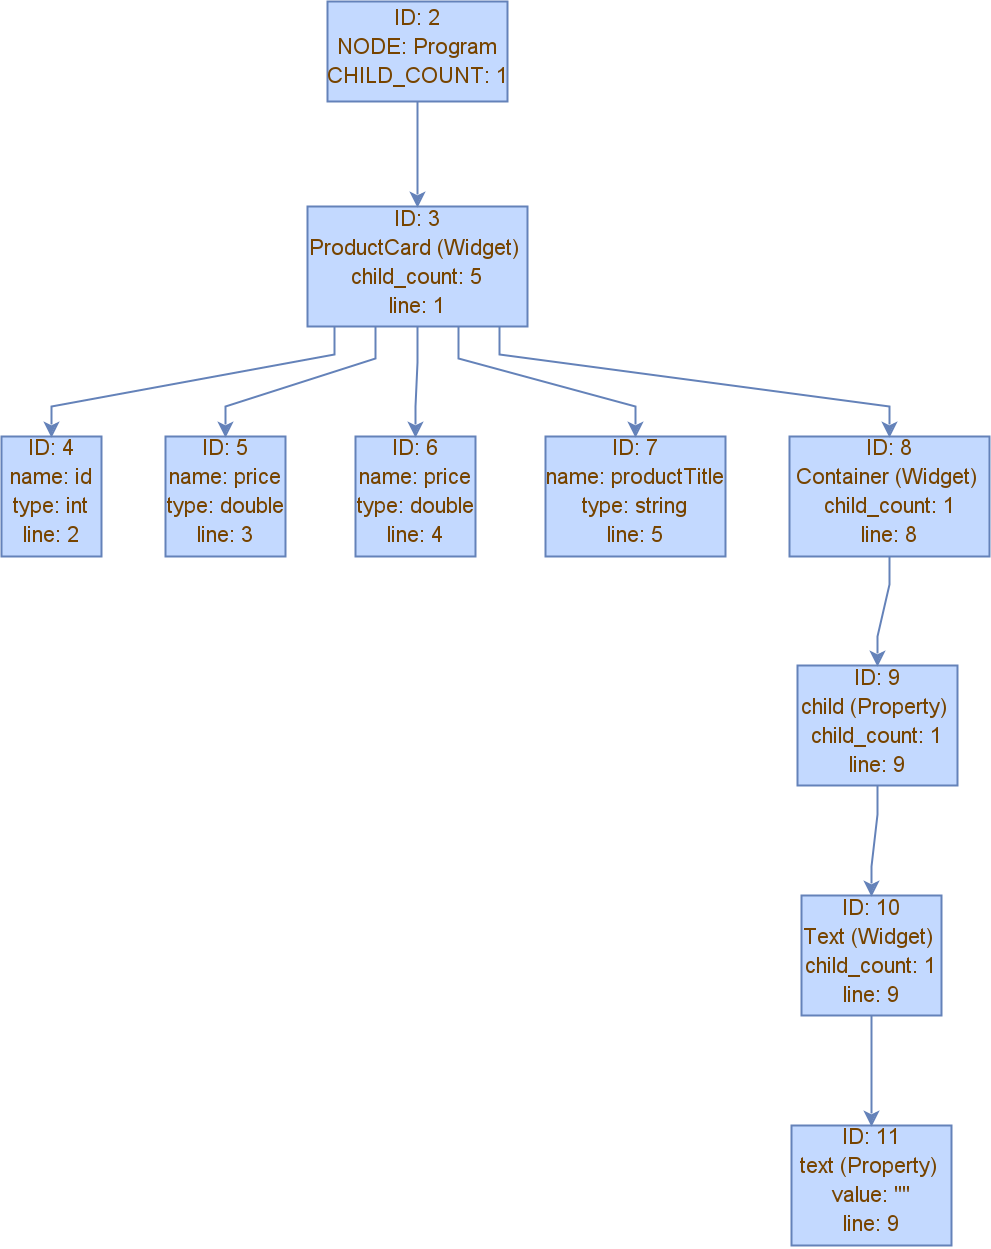 ID: 2
NODE: Program
CHILD_COUNT: 1
ID: 3
ProductCard (Widget)
child_count: 5
line: 1
ID: 4
name: id
type: int
line: 2
ID: 5
name: price
type: double
line: 3
ID: 6
name: price
type: double
line: 4
ID: 7
name: productTitle
type: string
line: 5
ID: 8
Container (Widget)
child_count: 1
line: 8
ID: 9
child (Property)
child_count: 1
line: 9
ID: 10
Text (Widget)
child_count: 1
line: 9
ID: 11
text (Property)
value: ""
line: 9